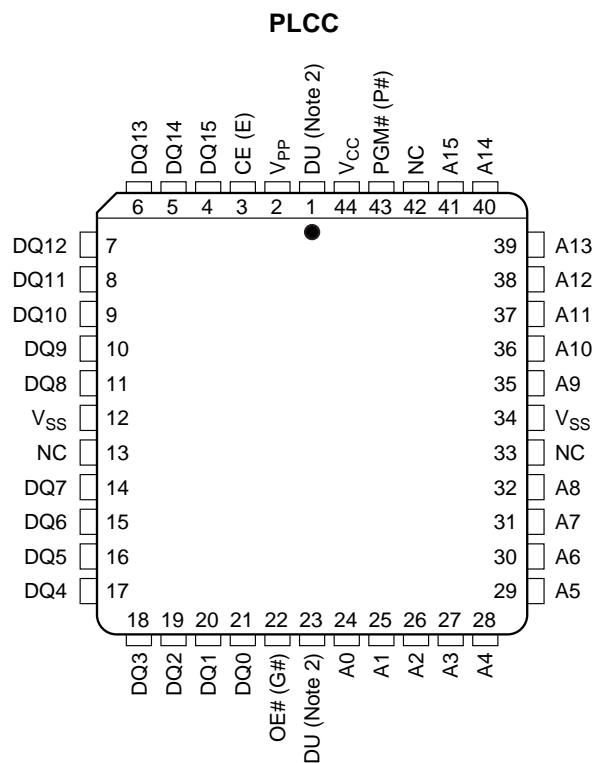 PLCC
DQ13 DQ14 DQ15 CE (E) VPP DU (Note 2) VCC PGM# (P#) NC A15 A14
6 5 4 3 2 1 44 43 42 41 40
DQ12 7 39 A13
DQ11 8 38 A12
DQ10 9 37 A11
DQ9 10 36 A10
DQ8 11 35 A9
VSS 12 34 VSS
NC 13 33 NC
DQ7 14 32 A8
DQ6 15 31 A7
DQ5 16 30 A6
DQ4 17 29 A5
18 19 20 21 22 23 24 25 26 27 28
DQ3 DQ2 DQ1 DQ0 OE# (G#) DU (Note 2) A0 A1 A2 A3 A4